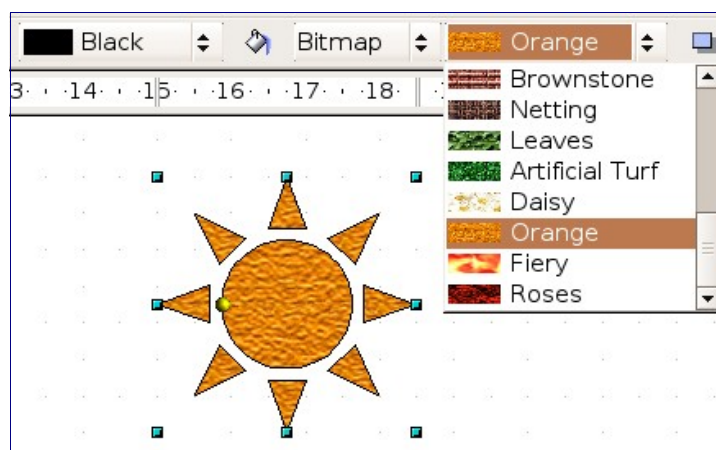 Black Bitmap Orange
3 14 15 16 17 18
Brownstone
Netting
Leaves
Artificial Turf
Daisy
Orange
Fiery
Roses